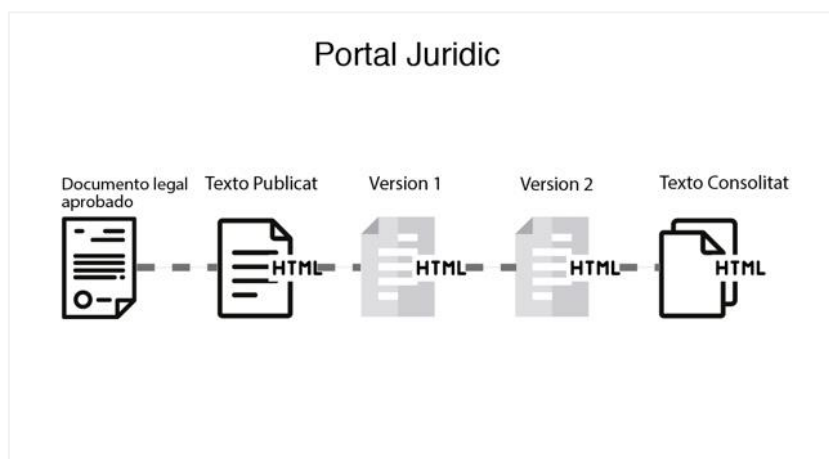 Portal Juridic
Documento legal
aprobado
Texto Publicat
Version 1
Version 2
Texto Consolitat
HTML
HTML
HTML
HTML